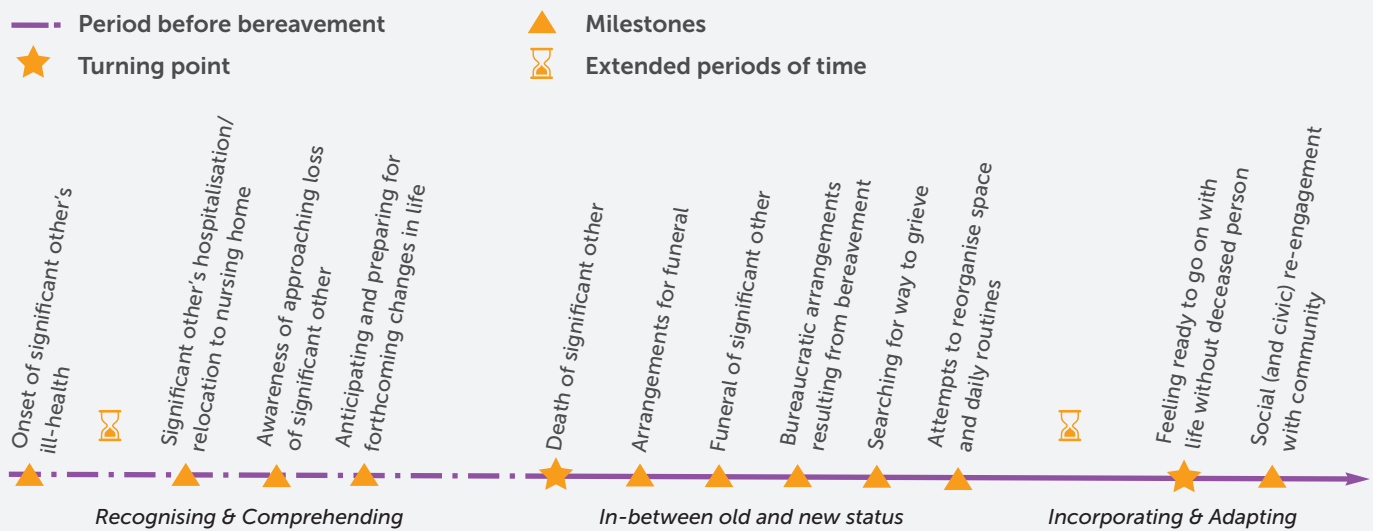 Period before bereavement
Milestones
Turning point
Extended periods of time
Onset of significant other's
ill-health
Significant other's hospitalisation/
relocation to nursing home
Awareness of approaching loss
of significant other
Anticipating and preparing for
forthcoming changes in life
Death of significant other
Arrangements for funeral
Funeral of significant other
Bureaucratic arrangements
resulting from bereavement
Searching for way to grieve
Attempts to reorganise space
and daily routines
Feeling ready to go on with
life without deceased person
Social (and civic) re-engagement
with community
Recognising & Comprehending
In-between old and new status
Incorporating & Adapting